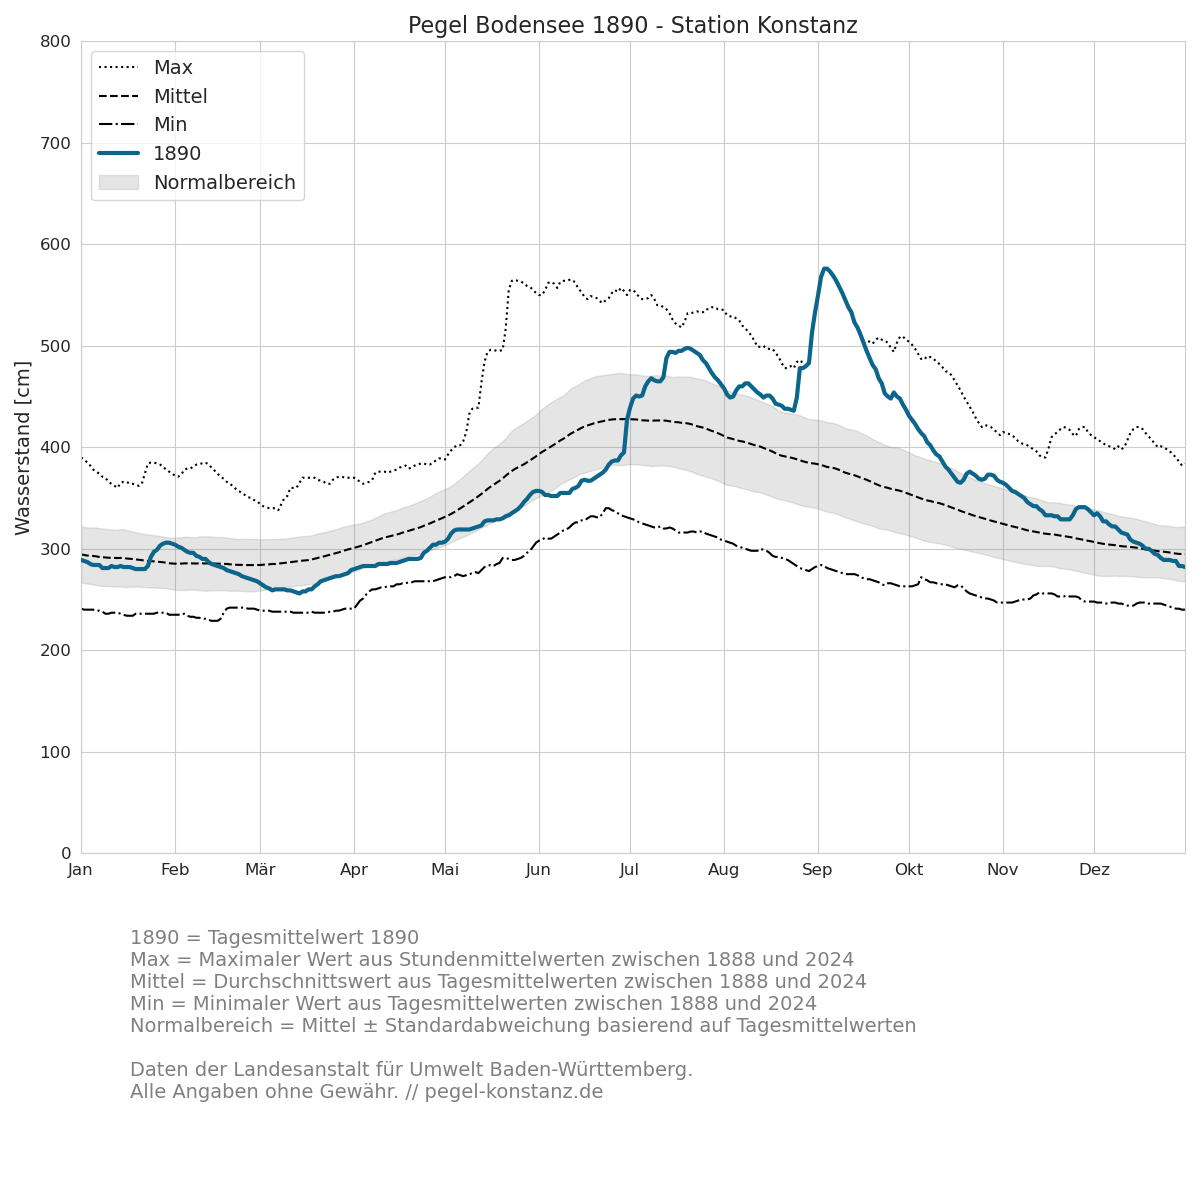 Pegel Bodensee 1890 - Station Konstanz
800
700
600
500
400
300
200
100
0
Wasserstand [cm]
Max
Mittel
Min
1890
Normalbereich
Jan Feb Mär Apr Mai Jun Jul Aug Sep Okt Nov Dez
1890 = Tagesmittelwert 1890
Max = Maximaler Wert aus Stundenmittelwerten zwischen 1888 und 2024
Mittel = Durchschnittswert aus Tagesmittelwerten zwischen 1888 und 2024
Min = Minimaler Wert aus Tagesmittelwerten zwischen 1888 und 2024
Normalbereich = Mittel ± Standardabweichung basierend auf Tagesmittelwerten
Daten der Landesanstalt für Umwelt Baden-Württemberg.
Alle Angaben ohne Gewähr. // pegel-konstanz.de